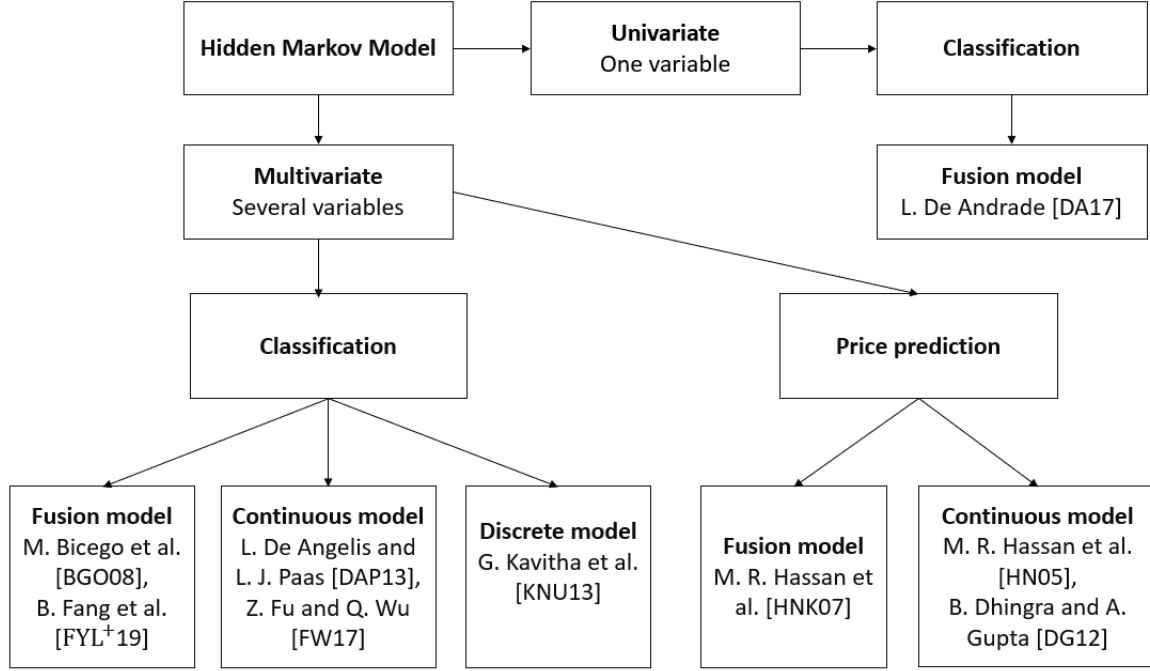 Hidden Markov Model
Univariate
One variable
Classification
Multivariate
Several variables
Fusion model
L. De Andrade [DA17]
Classification
Price prediction
Fusion model
M. Bicego et al.
[BGO08],
B. Fang et al.
[FYL⁺19]
Continuous model
L. De Angelis and
L. J. Paas [DAP13],
Z. Fu and Q. Wu
[FW17]
Discrete model
G. Kavitha et al.
[KNU13]
Fusion model
M. R. Hassan et
al. [HNK07]
Continuous model
M. R. Hassan et al.
[HN05],
B. Dhingra and A.
Gupta [DG12]